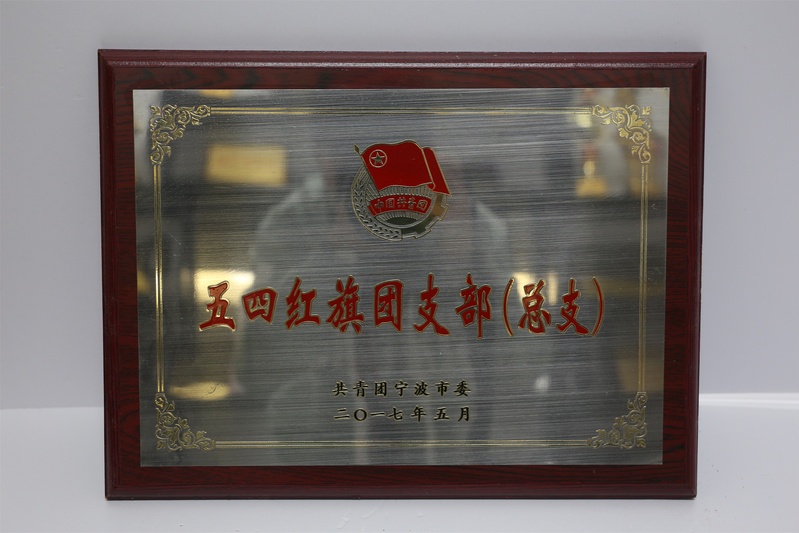 中国共青团
五四红旗团支部(总支)
共青团宁波市委
二〇一七年五月